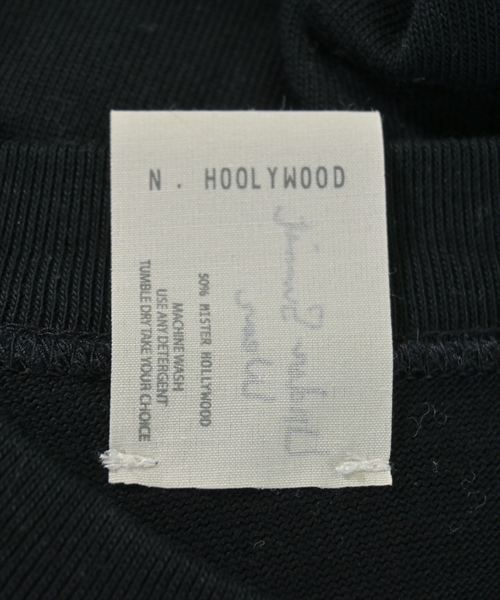 N. HOOLYWOOD
50% MISTER HOLLYWOOD
MACHINE WASH
USE ANY DETERGENT
TUMBLE DRY TAKE YOUR CHOICE